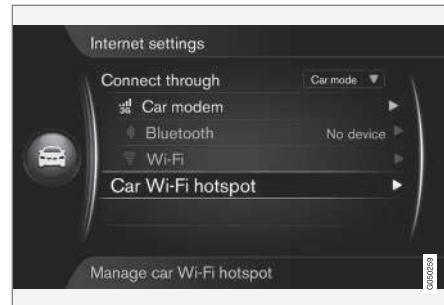 Internet settings
Connect through Car mode
3G Car modem
Bluetooth No device
Wi-Fi
Car Wi-Fi hotspot
Manage car Wi-Fi hotspot
G050259